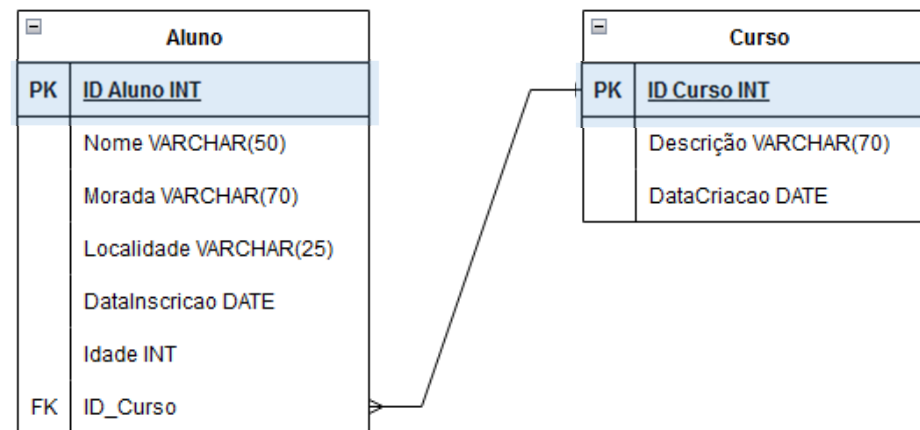 Aluno
PK ID Aluno INT
Nome VARCHAR(50)
Morada VARCHAR(70)
Localidade VARCHAR(25)
DataInscricao DATE
Idade INT
FK ID_Curso
Curso
PK ID Curso INT
Descrição VARCHAR(70)
DataCriacao DATE